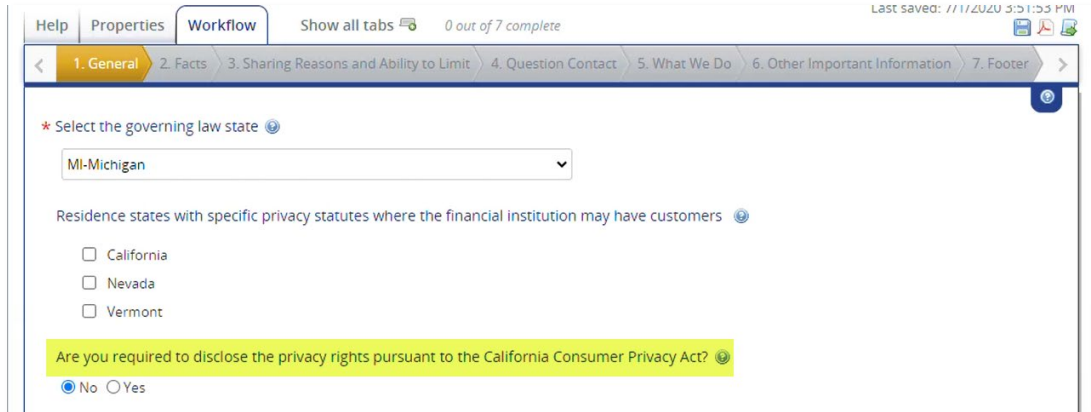 Last saved: 7/1/2020 3:51:53 PM
Help Properties Workflow Show all tabs 0 out of 7 complete
1. General 2. Facts 3. Sharing Reasons and Ability to Limit 4. Question Contact 5. What We Do 6. Other Important Information 7. Footer
* Select the governing law state
MI-Michigan
Residence states with specific privacy statutes where the financial institution may have customers
California
Nevada
Vermont
Are you required to disclose the privacy rights pursuant to the California Consumer Privacy Act?
No Yes